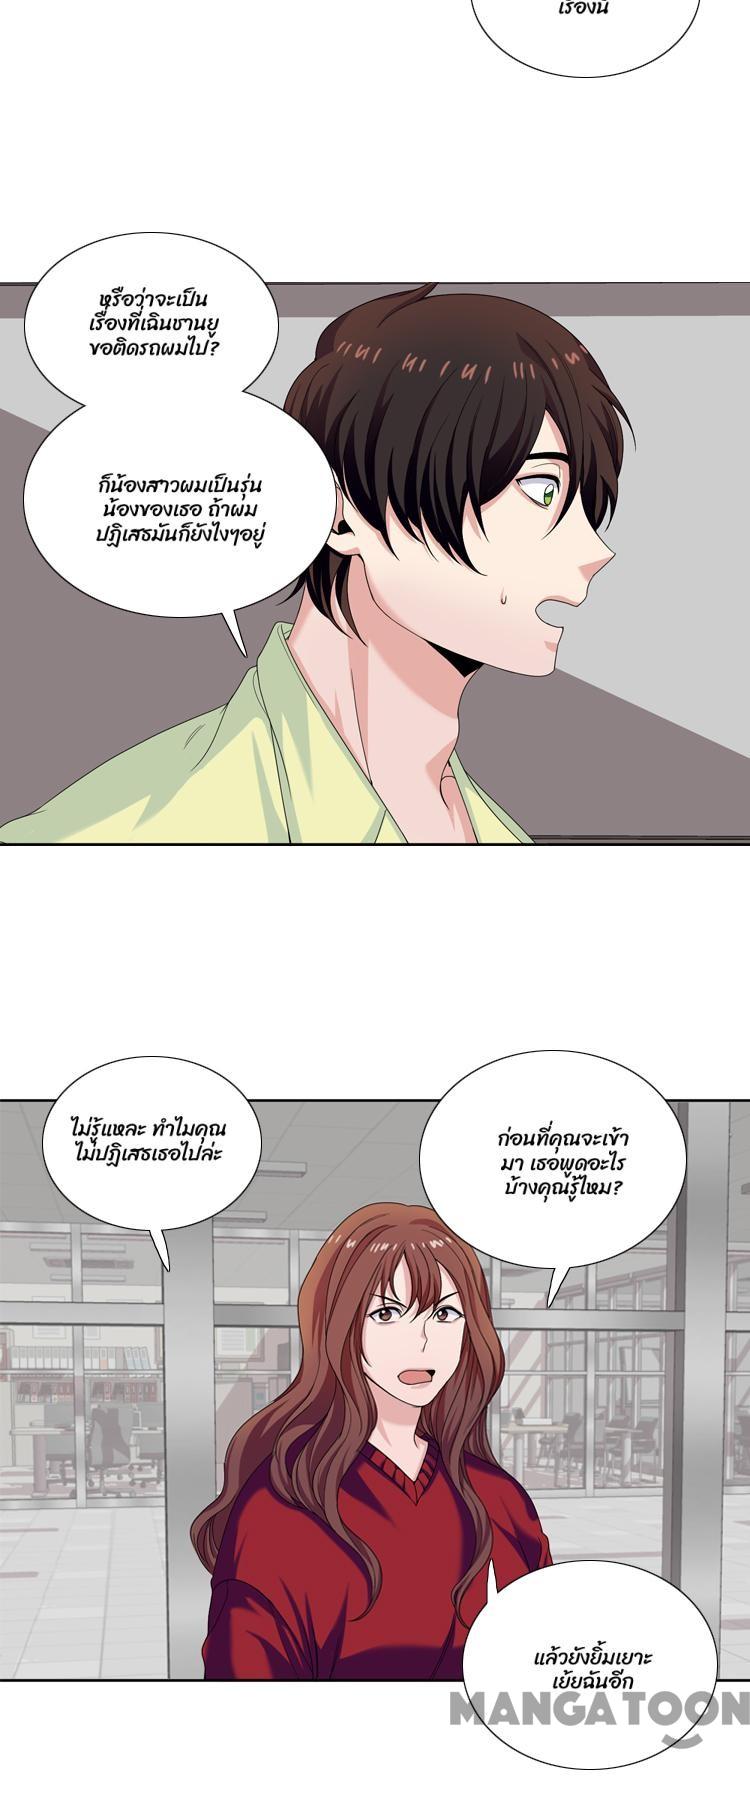 เรื่องนี้
หรือว่าจะเป็น
เรื่องที่เฉินชานยู
ขอติดรถผมไป?
ก็น้องสาวผมเป็นรุ่น
น้องของเธอ ถ้าผม
ปฏิเสธมันก็ยังไงๆอยู่
ไม่รู้แหละ ทำไมคุณ
ไม่ปฏิเสธเธอไปล่ะ
ก่อนที่คุณจะเข้า
มา เธอพูดอะไร
บ้างคุณรู้ไหม?
แล้วยังยิ้มเยาะ
เย้ยฉันอีก
MANGATOON